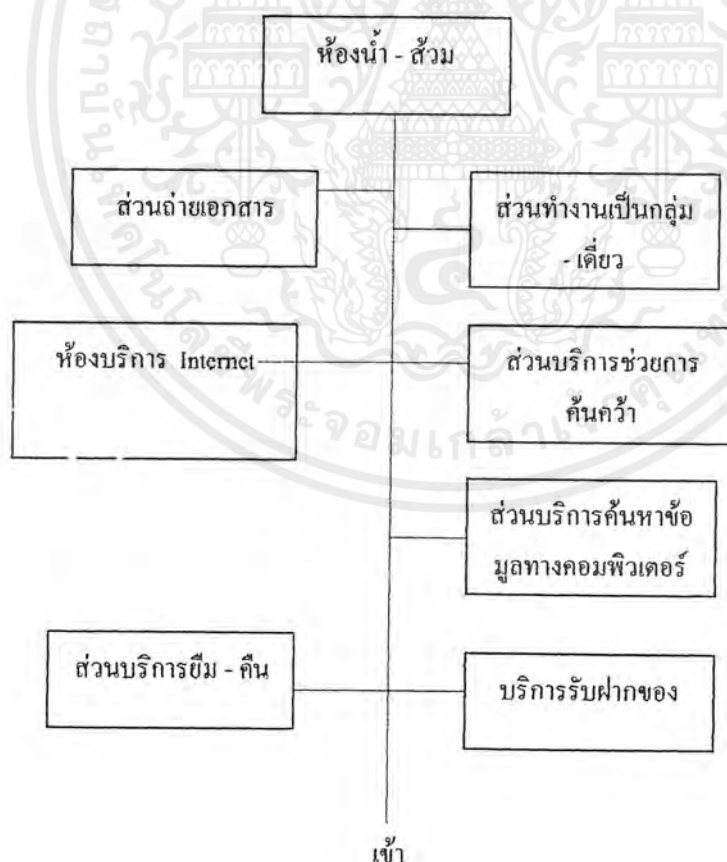 ห้องน้ำ - ส้วม
ส่วนถ่ายเอกสาร
ส่วนทำงานเป็นกลุ่ม
- เดี่ยว
ห้องบริการ Internet
ส่วนบริการช่วยการ
ค้นคว้า
ส่วนบริการค้นหาข้อ
มูลทางคอมพิวเตอร์
ส่วนบริการยืม - คืน
บริการรับฝากของ
เข้า